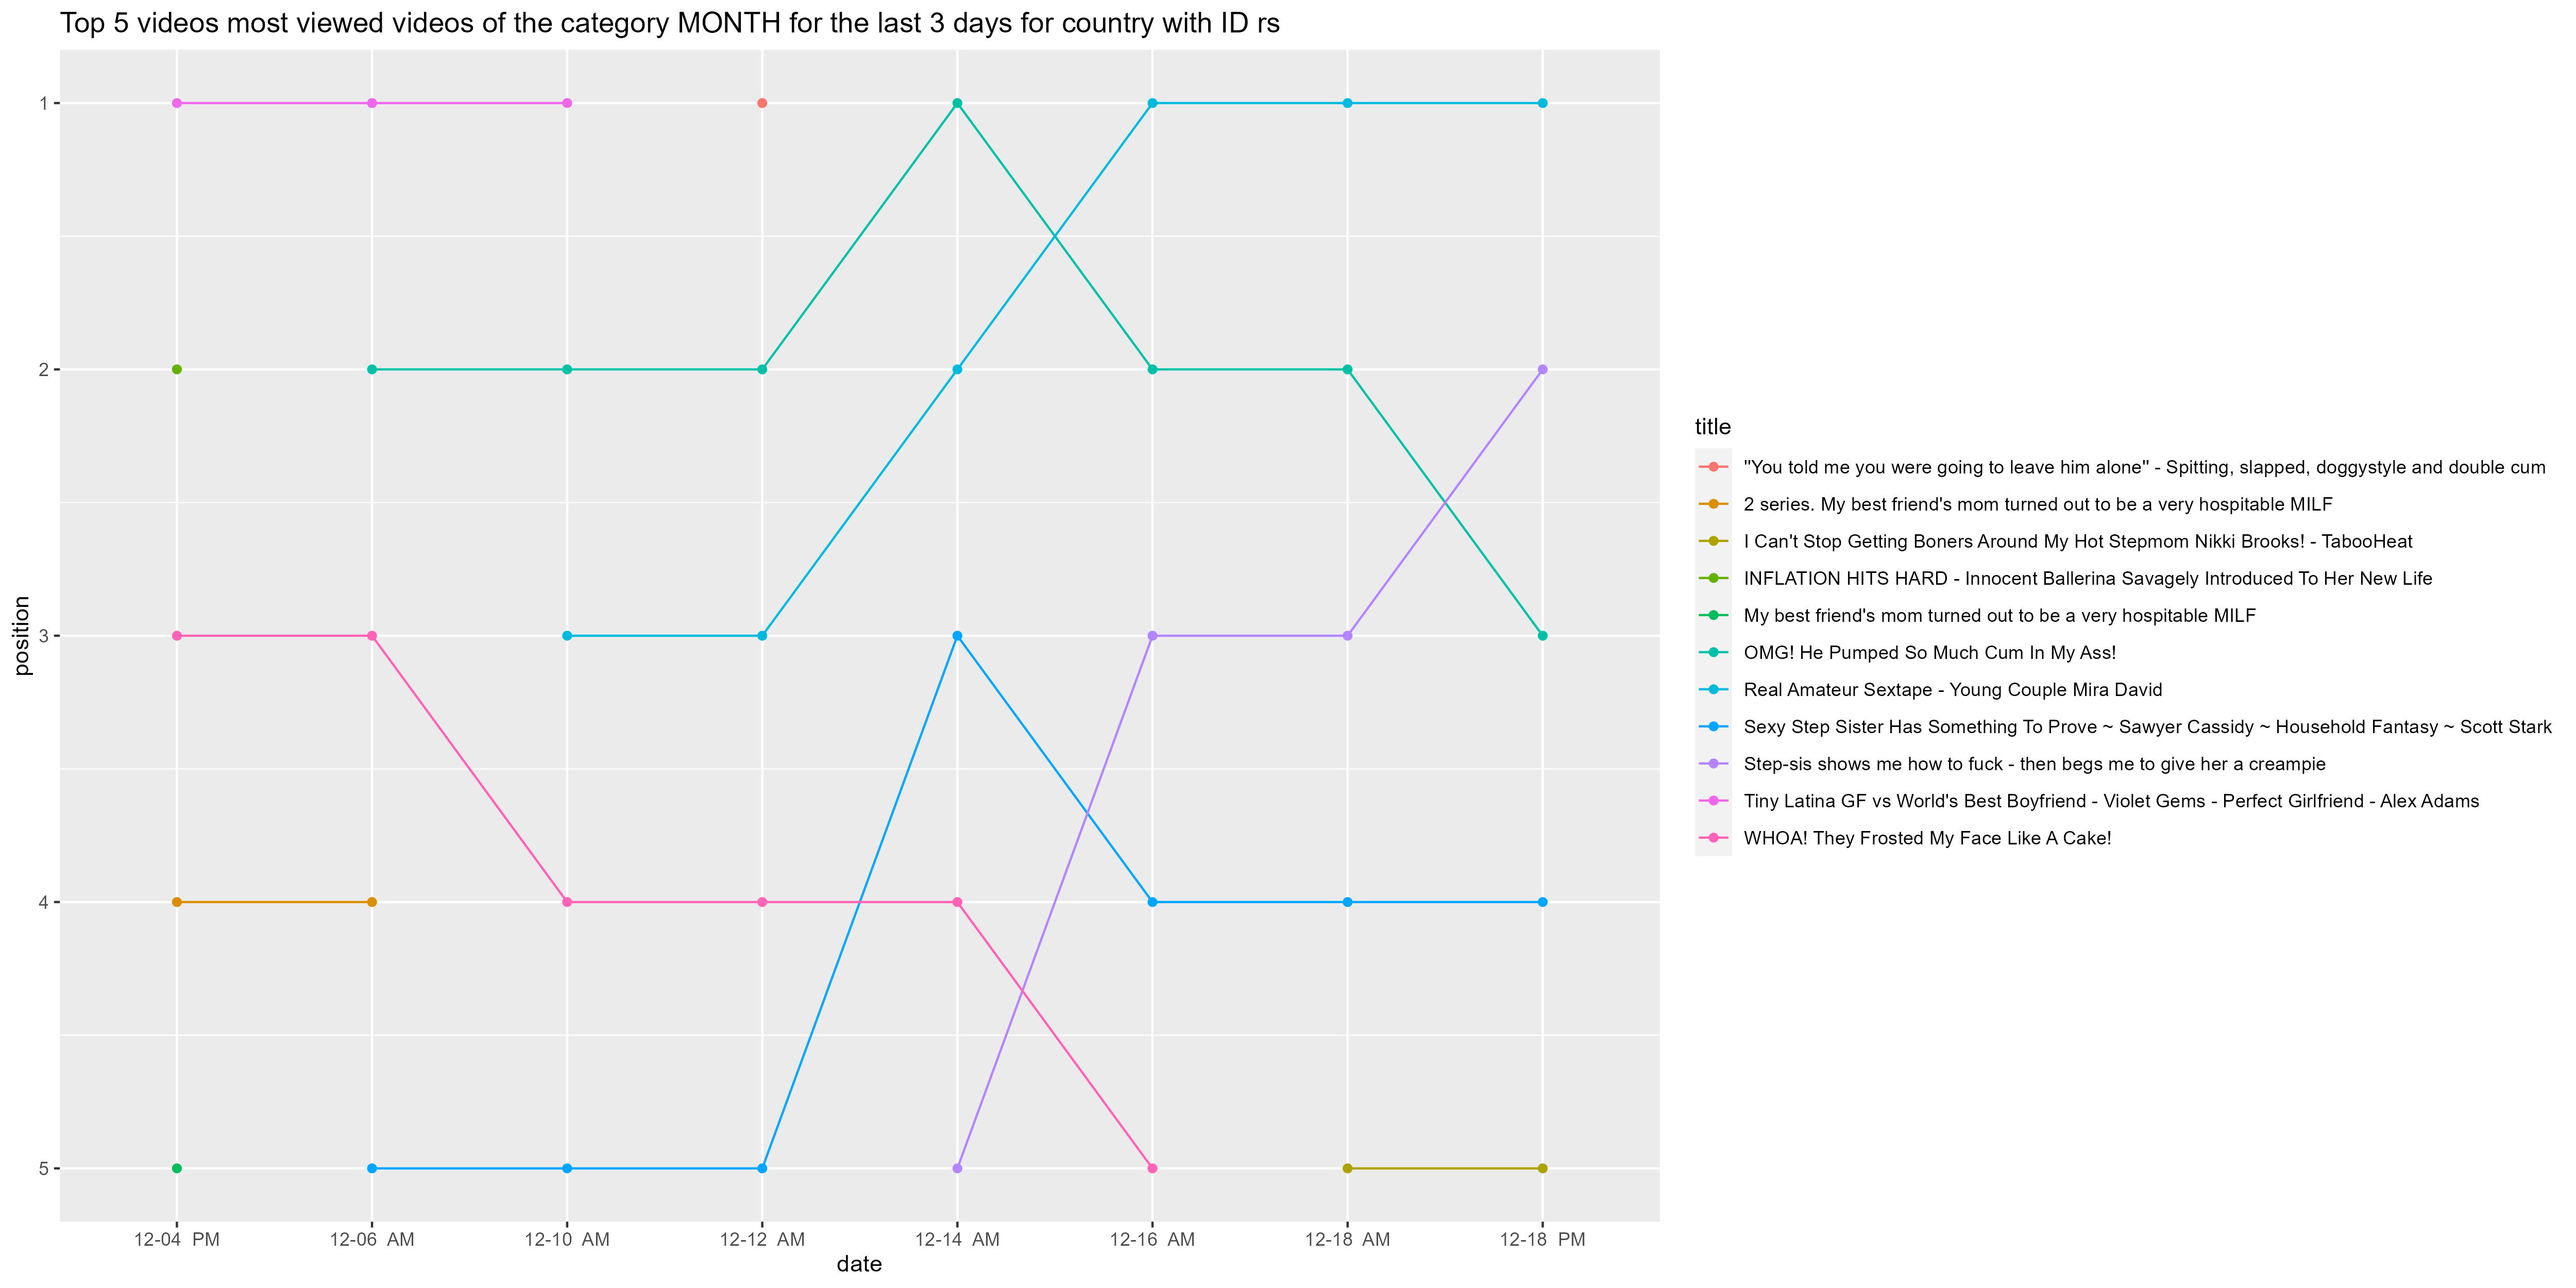 Top 5 videos most viewed videos of the category MONTH for the last 3 days for country with ID rs
position
1
2
3
4
5
12-04 PM
12-06 AM
12-10 AM
12-12 AM
12-14 AM
12-16 AM
12-18 AM
12-18 PM
date
title
"You told me you were going to leave him alone" - Spitting, slapped, doggystyle and double cum
2 series. My best friend's mom turned out to be a very hospitable MILF
I Can't Stop Getting Boners Around My Hot Stepmom Nikki Brooks! - TabooHeat
INFLATION HITS HARD - Innocent Ballerina Savagely Introduced To Her New Life
My best friend's mom turned out to be a very hospitable MILF
OMG! He Pumped So Much Cum In My Ass!
Real Amateur Sextape - Young Couple Mira David
Sexy Step Sister Has Something To Prove ~ Sawyer Cassidy ~ Household Fantasy ~ Scott Stark
Step-sis shows me how to fuck - then begs me to give her a creampie
Tiny Latina GF vs World's Best Boyfriend - Violet Gems - Perfect Girlfriend - Alex Adams
WHOA! They Frosted My Face Like A Cake!